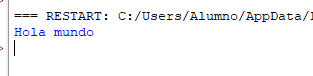 === RESTART: C:/Users/Alumno/AppData/
Hola mundo